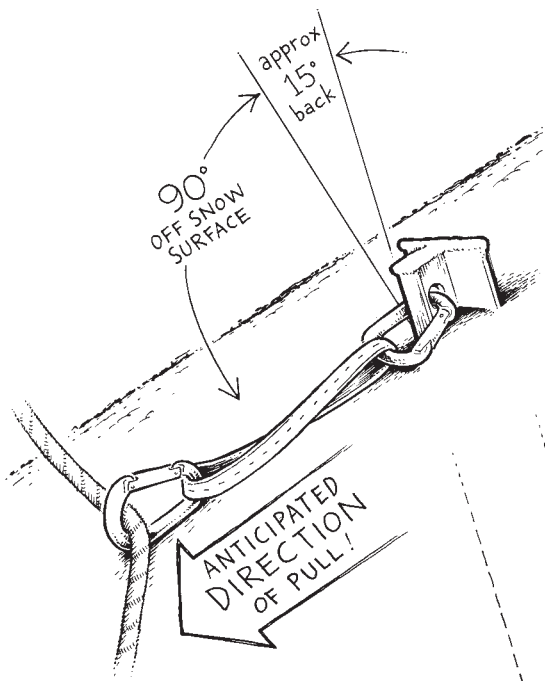 approx
15°
back
90°
OFF SNOW
SURFACE
ANTICIPATED
DIRECTION
OF PULL!